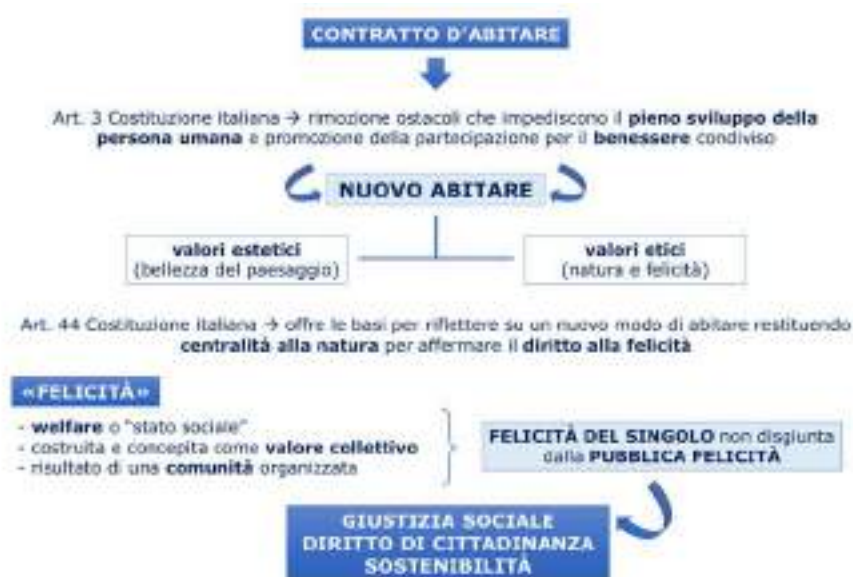 CONTRATTO D'ABITARE
Art. 3 Costituzione italiana → rimozione ostacoli che impediscono il pieno sviluppo della
persona umana e promozione della partecipazione per il benessere condiviso
NUOVO ABITARE
valori estetici
(bellezza del paesaggio)
valori etici
(natura e felicità)
Art. 44 Costituzione italiana → offre le basi per riflettere su un nuovo modo di abitare restituendo
centralità alla natura per affermare il diritto alla felicità
«FELICITÀ»
- welfare o "stato sociale"
- costruita e concepita come valore collettivo
- risultato di una comunità organizzata
FELICITÀ DEL SINGOLO non disgiunta
dalla PUBBLICA FELICITÀ
GIUSTIZIA SOCIALE
DIRITTO DI CITTADINANZA
SOSTENIBILITÀ